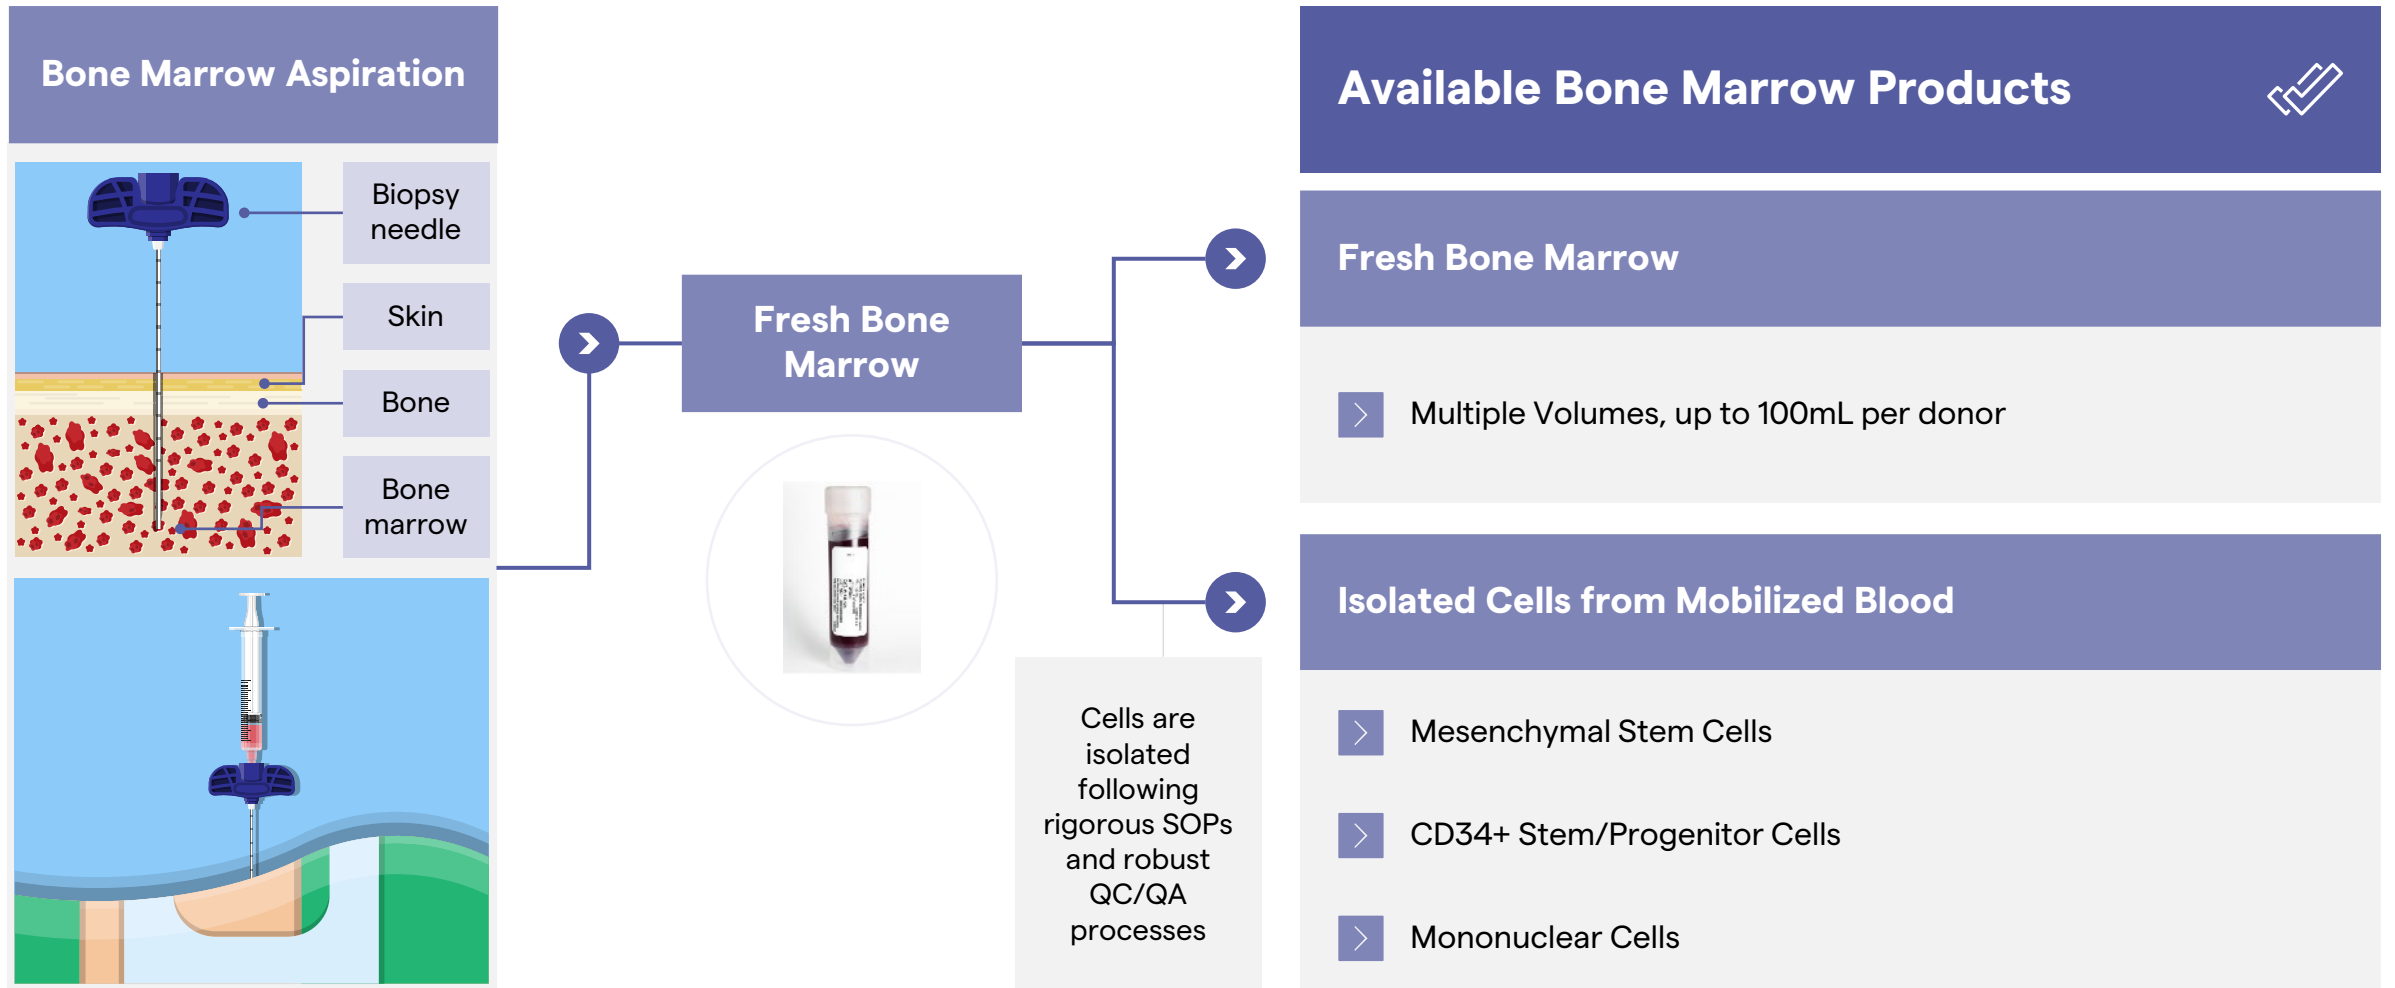 Bone Marrow Aspiration
Biopsy
needle
Skin
Bone
Bone
marrow
Fresh Bone
Marrow
Cells are
isolated
following
rigorous SOPs
and robust
QC/QA
processes
Available Bone Marrow Products
Fresh Bone Marrow
Multiple Volumes, up to 100mL per donor
Isolated Cells from Mobilized Blood
Mesenchymal Stem Cells
CD34+ Stem/Progenitor Cells
Mononuclear Cells